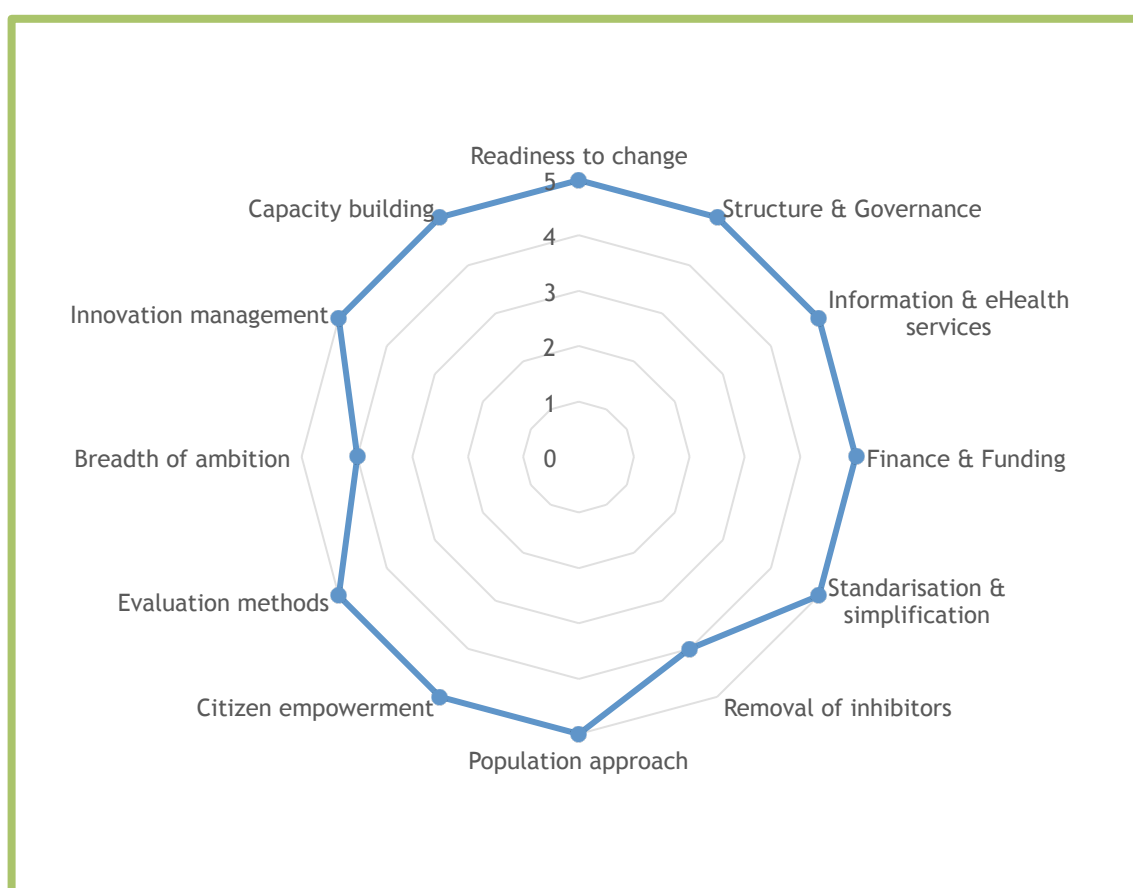 Readiness to change
5
Capacity building
Structure & Governance
4
Information & eHealth
services
3
Innovation management
2
1
Breadth of ambition
0
Finance & Funding
Standarisation &
simplification
Evaluation methods
Citizen empowerment
Removal of inhibitors
Population approach